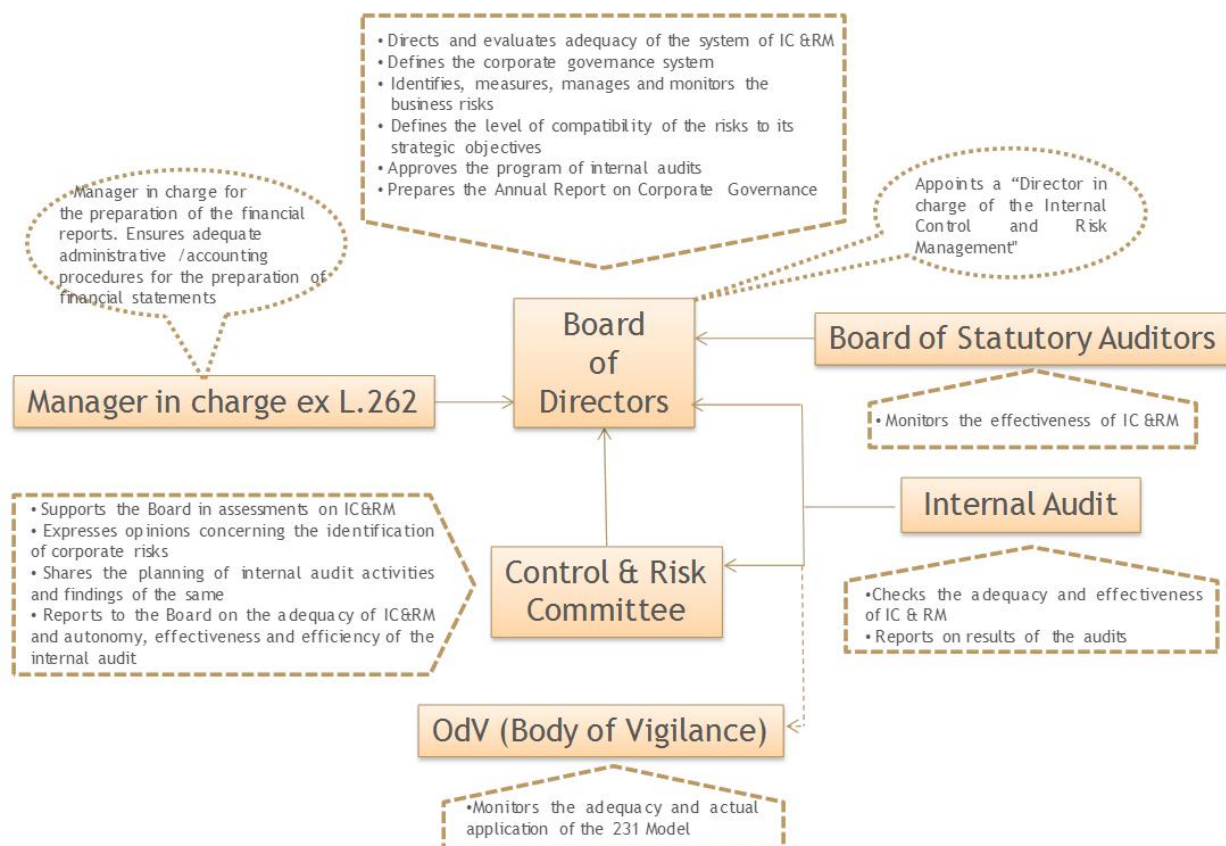 • Directs and evaluates adequacy of the system of IC &RM
• Defines the corporate governance system
• Identifies, measures, manages and monitors the
business risks
• Defines the level of compatibility of the risks to its
strategic objectives
• Approves the program of internal audits
• Prepares the Annual Report on Corporate Governance
Manager in charge for
the preparation of the financial
reports. Ensures adequate
administrative /accounting
procedures for the preparation of
financial statements
Appoints a “Director in
charge of the Internal
Control and Risk
Management"
Board
of
Directors
Board of Statutory Auditors
Manager in charge ex L.262
• Monitors the effectiveness of IC &RM
• Supports the Board in assessments on IC&RM
• Expresses opinions concerning the identification
of corporate risks
• Shares the planning of internal audit activities
and findings of the same
• Reports to the Board on the adequacy of IC&RM
and autonomy, effectiveness and efficiency of the
internal audit
Internal Audit
Control & Risk
Committee
•Checks the adequacy and effectiveness
of IC & RM
• Reports on results of the audits
OdV (Body of Vigilance)
•Monitors the adequacy and actual
application of the 231 Model